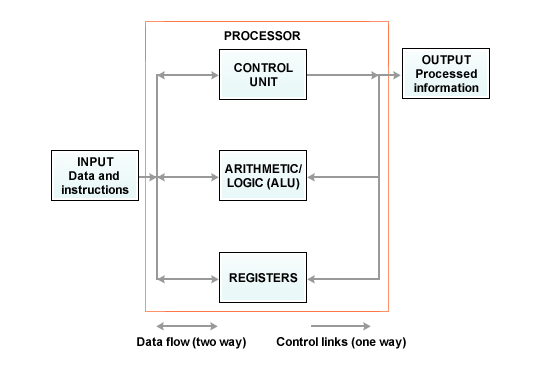 PROCESSOR
CONTROL
UNIT
OUTPUT
Processed
information
INPUT
Data and
instructions
ARITHMETIC/
LOGIC (ALU)
REGISTERS
Data flow (two way)
Control links (one way)